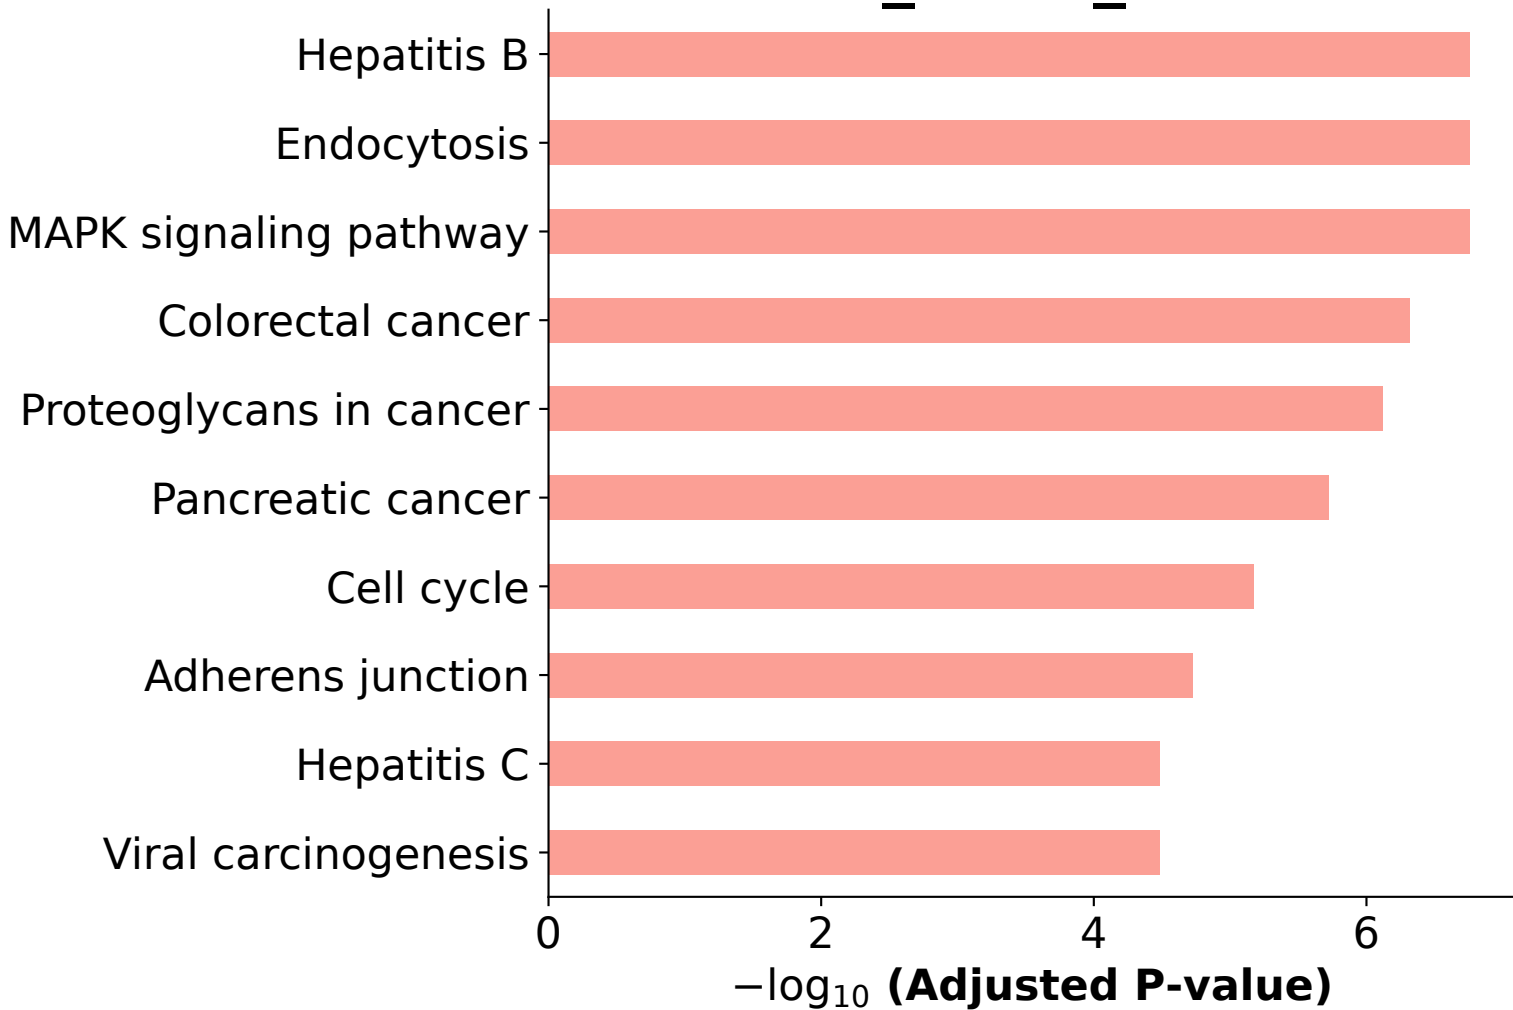 Hepatitis B
Endocytosis
MAPK signaling pathway
Colorectal cancer
Proteoglycans in cancer
Pancreatic cancer
Cell cycle
Adherens junction
Hepatitis C
Viral carcinogenesis
0 2 4 6
−log₁₀ (Adjusted P-value)